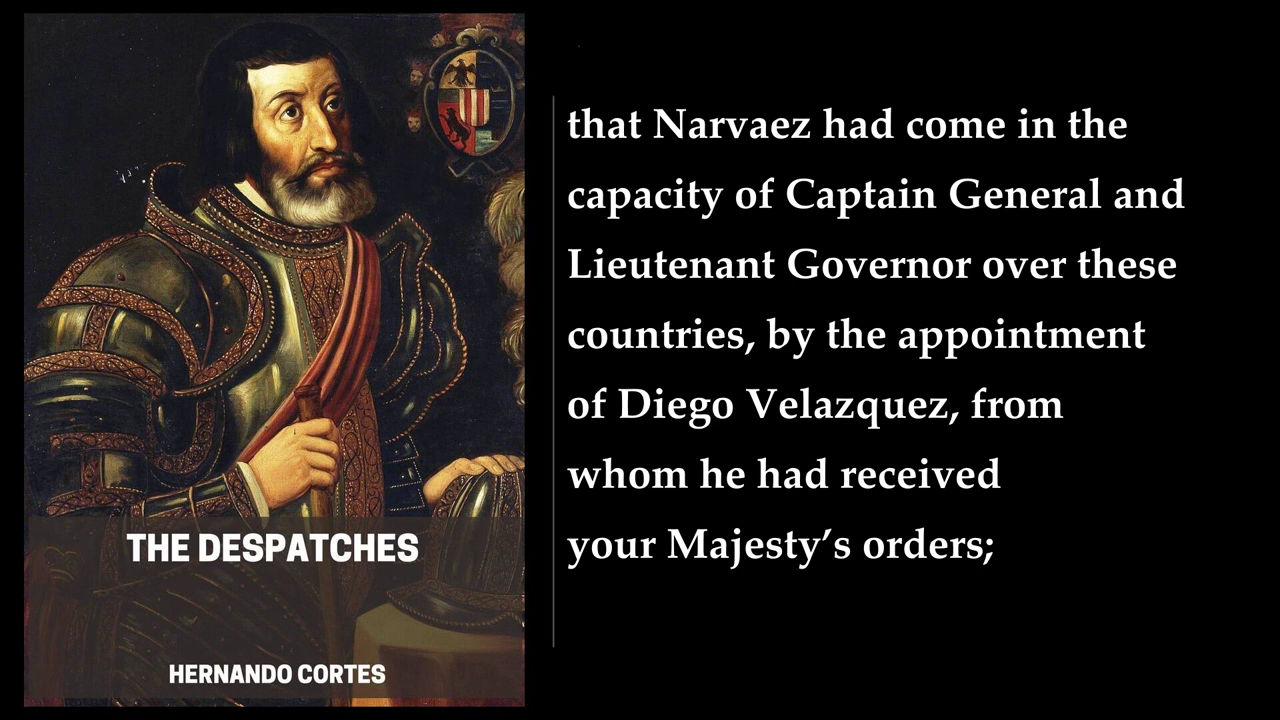 THE DESPATCHES
HERNANDO CORTES
that Narvaez had come in the
capacity of Captain General and
Lieutenant Governor over these
countries, by the appointment
of Diego Velazquez, from
whom he had received
your Majesty’s orders;